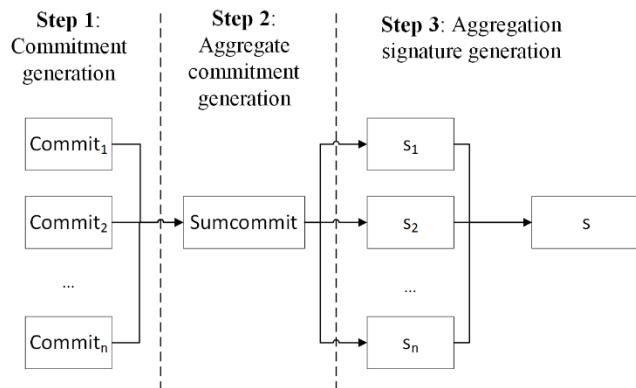 Step 1:
Commitment
generation
Step 2:
Aggregate
commitment
generation
Step 3: Aggregation
signature generation
Commit₁
Commit₂
...
Commitₙ
Sumcommit
s₁
s₂
...
sₙ
s